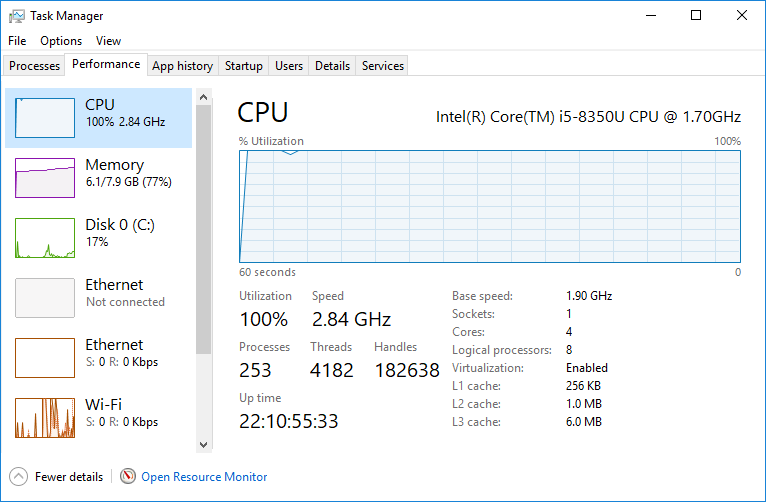 Task Manager
File Options View
Processes Performance App history Startup Users Details Services
CPU
100% 2.84 GHz
Memory
6.1/7.9 GB (77%)
Disk 0 (C:)
17%
Ethernet
Not connected
Ethernet
S: 0 R: 0 Kbps
Wi-Fi
S: 0 R: 0 Kbps
CPU Intel(R) Core(TM) i5-8350U CPU @ 1.70GHz
% Utilization 100%
60 seconds 0
Utilization Speed
100% 2.84 GHz
Processes Threads Handles
253 4182 182638
Up time
22:10:55:33
Base speed: 1.90 GHz
Sockets: 1
Cores: 4
Logical processors: 8
Virtualization: Enabled
L1 cache: 256 KB
L2 cache: 1.0 MB
L3 cache: 6.0 MB
Fewer details Open Resource Monitor